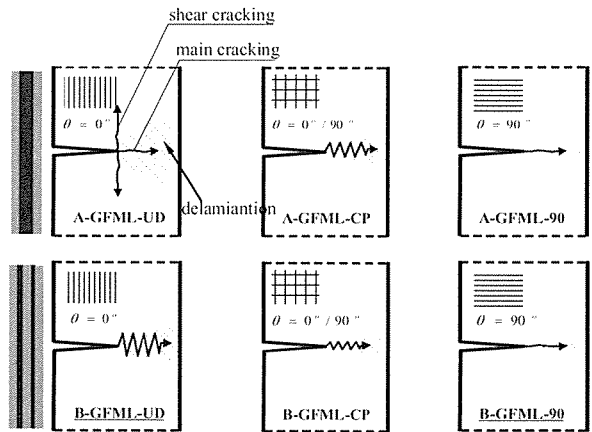 shear cracking
main cracking
θ = 0°
θ = 0° / 90°
θ = 90°
delamiantion
A-GFML-UD
A-GFML-CP
A-GFML-90
θ = 0°
θ = 0° / 90°
θ = 90°
B-GFML-UD
B-GFML-CP
B-GFML-90